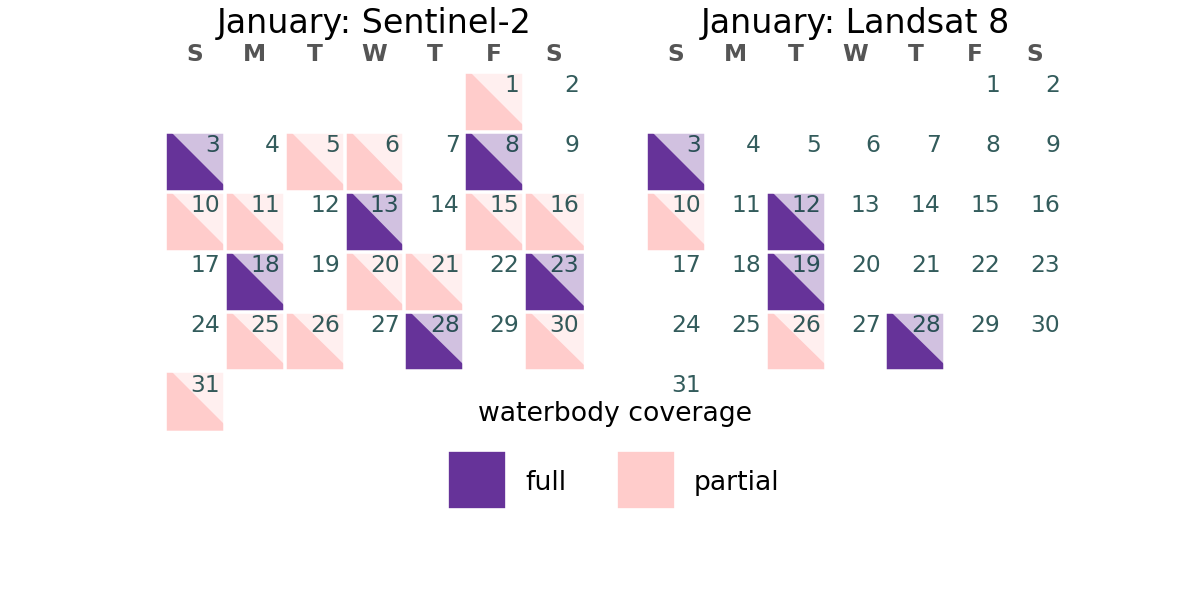 January: Sentinel-2
S M T W T F S
1 2
3 4 5 6 7 8 9
10 11 12 13 14 15 16
17 18 19 20 21 22 23
24 25 26 27 28 29 30
31
January: Landsat 8
S M T W T F S
1 2
3 4 5 6 7 8 9
10 11 12 13 14 15 16
17 18 19 20 21 22 23
24 25 26 27 28 29 30
31
waterbody coverage
full partial